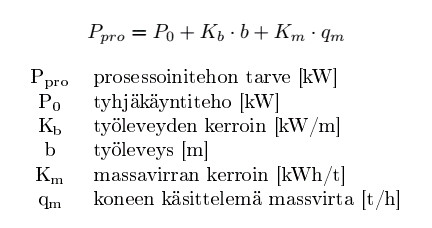 P_pro = P_0 + K_b · b + K_m · q_m
P_pro prosessoinitehon tarve [kW]
P_0 tyhjäkäyntiteho [kW]
K_b työleveyden kerroin [kW/m]
b työleveys [m]
K_m massavirran kerroin [kWh/t]
q_m koneen käsittelemä massvirta [t/h]